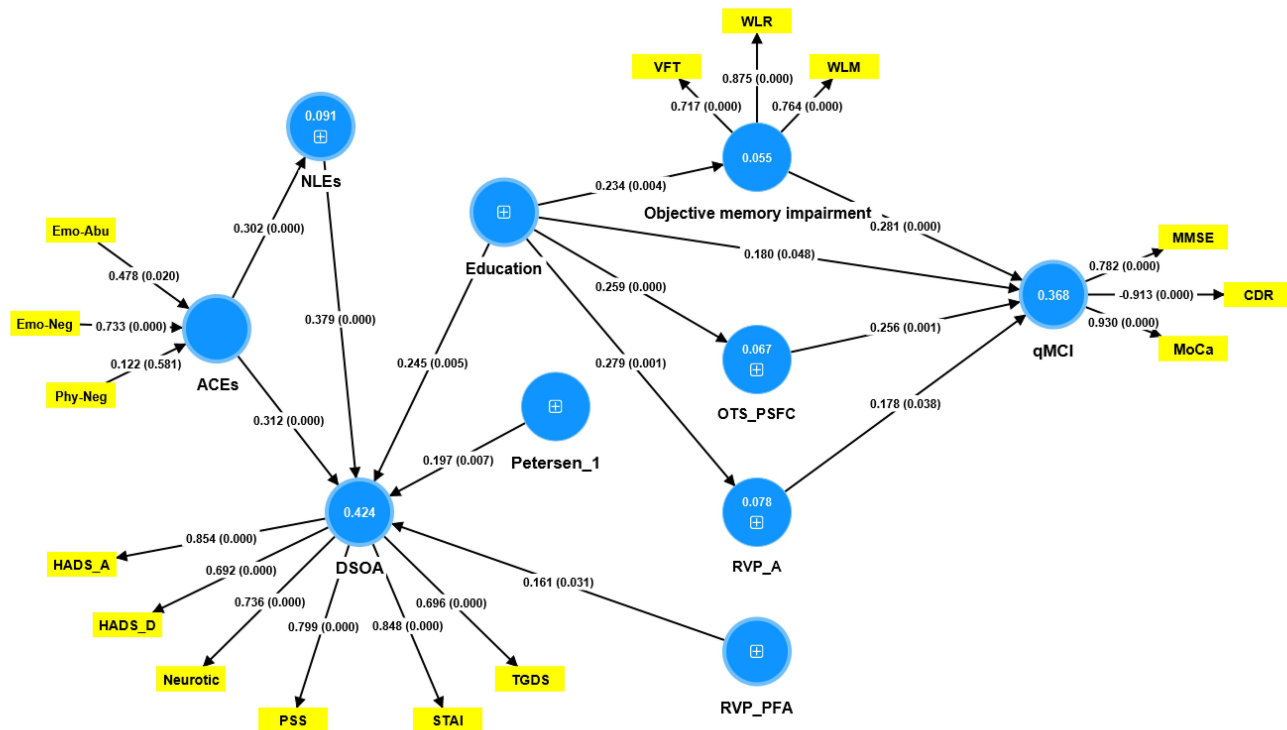 WLR
VFT
WLM
0.875 (0.000)
0.717 (0.000)
0.764 (0.000)
0.091
NLEs
0.055
Objective memory impairment
0.234 (0.004)
Emo-Abu
0.302 (0.000)
0.478 (0.020)
Education
0.180 (0.048)
0.281 (0.000)
MMSE
0.782 (0.000)
0.368
-0.913 (0.000)
CDR
0.930 (0.000)
MoCa
qMCI
Emo-Neg
0.733 (0.000)
0.122 (0.581)
Phy-Neg
ACEs
0.379 (0.000)
0.259 (0.000)
0.256 (0.001)
0.067
OTS_PSFC
0.245 (0.005)
0.279 (0.001)
0.178 (0.038)
0.312 (0.000)
Petersen_1
0.197 (0.007)
0.424
DSOA
0.078
RVP_A
0.854 (0.000)
HADS_A
0.692 (0.000)
HADS_D
0.736 (0.000)
Neurotic
0.799 (0.000)
PSS
0.848 (0.000)
STAI
0.696 (0.000)
TGDS
0.161 (0.031)
RVP_PFA